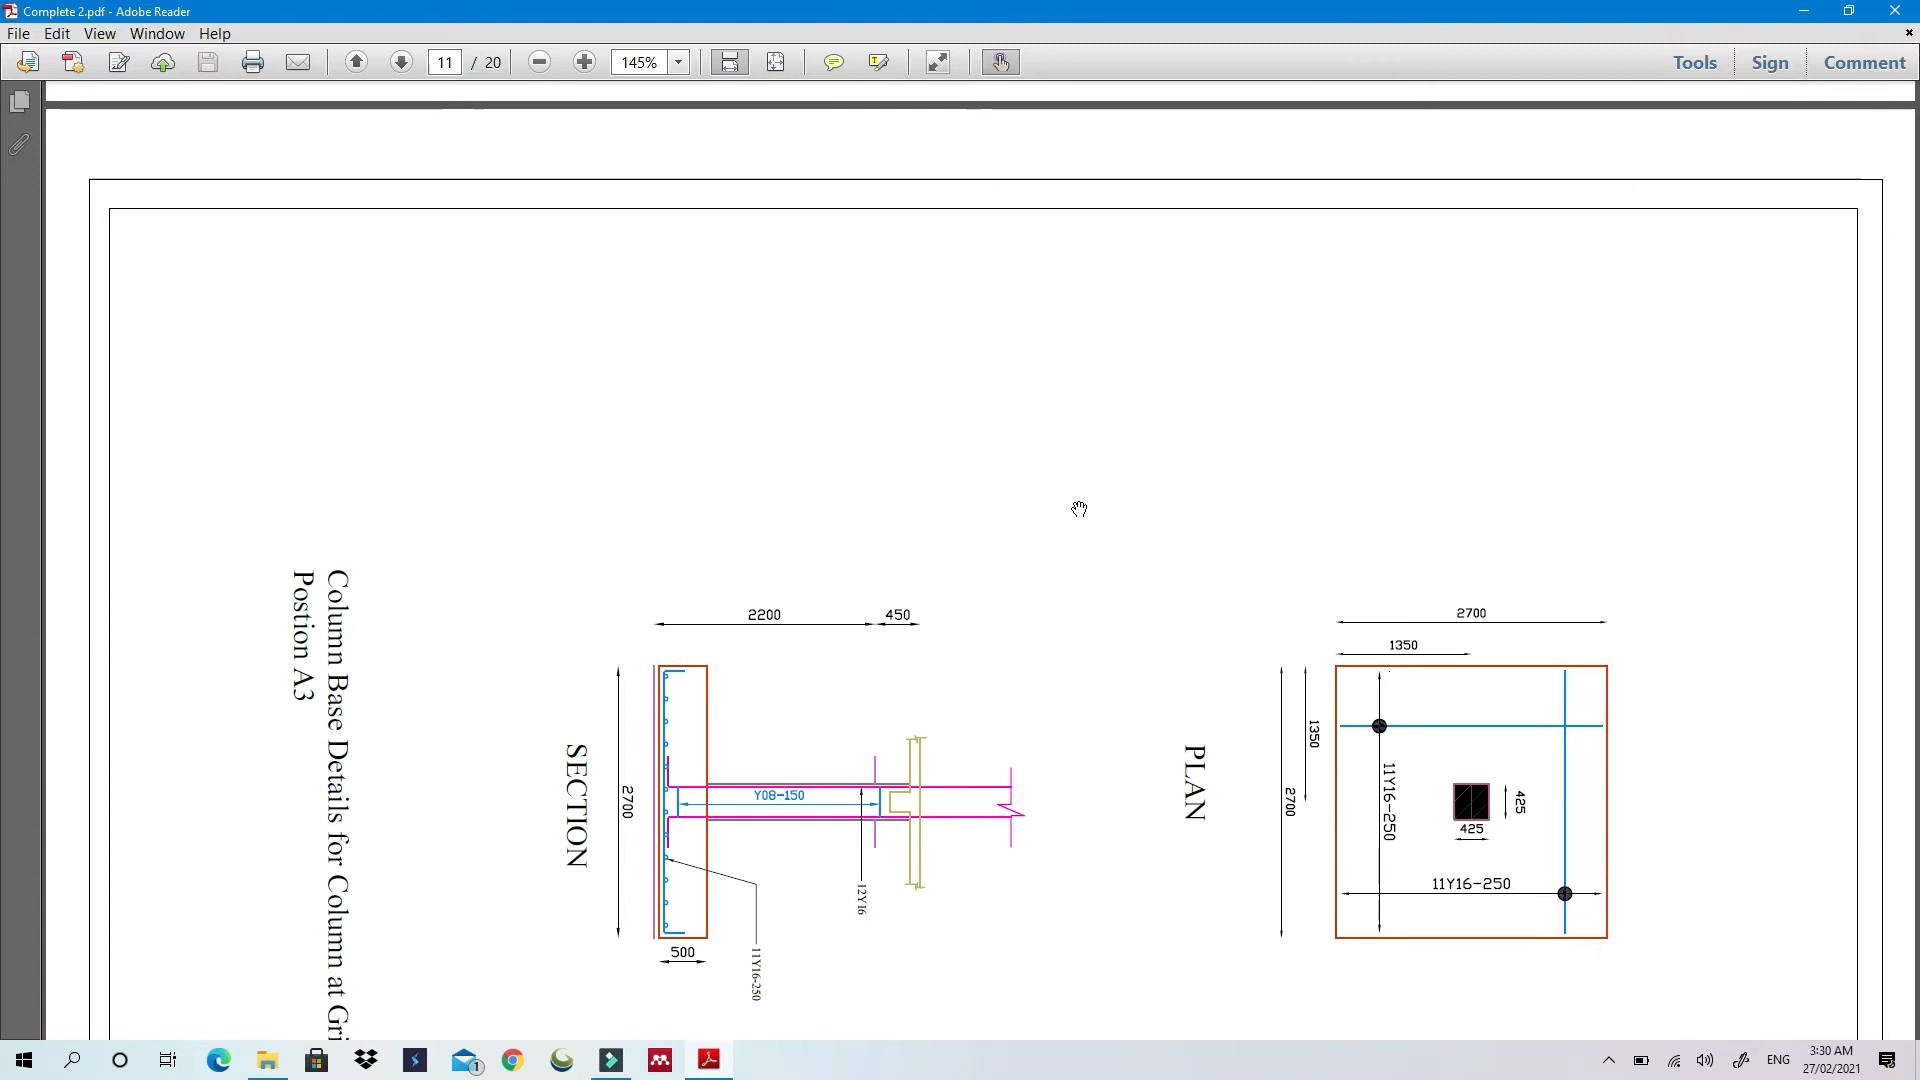 Complete 2.pdf - Adobe Reader
File Edit View Window Help
11 / 20 145% Tools Sign Comment
Column Base Details for Column at Gri
Postion A3
SECTION
2200
450
2700
500
Y08-150
12Y16
11Y16-250
PLAN
2700
1350
1350
2700
11Y16-250
425
425
11Y16-250
1
ENG
3:30 AM
27/02/2021